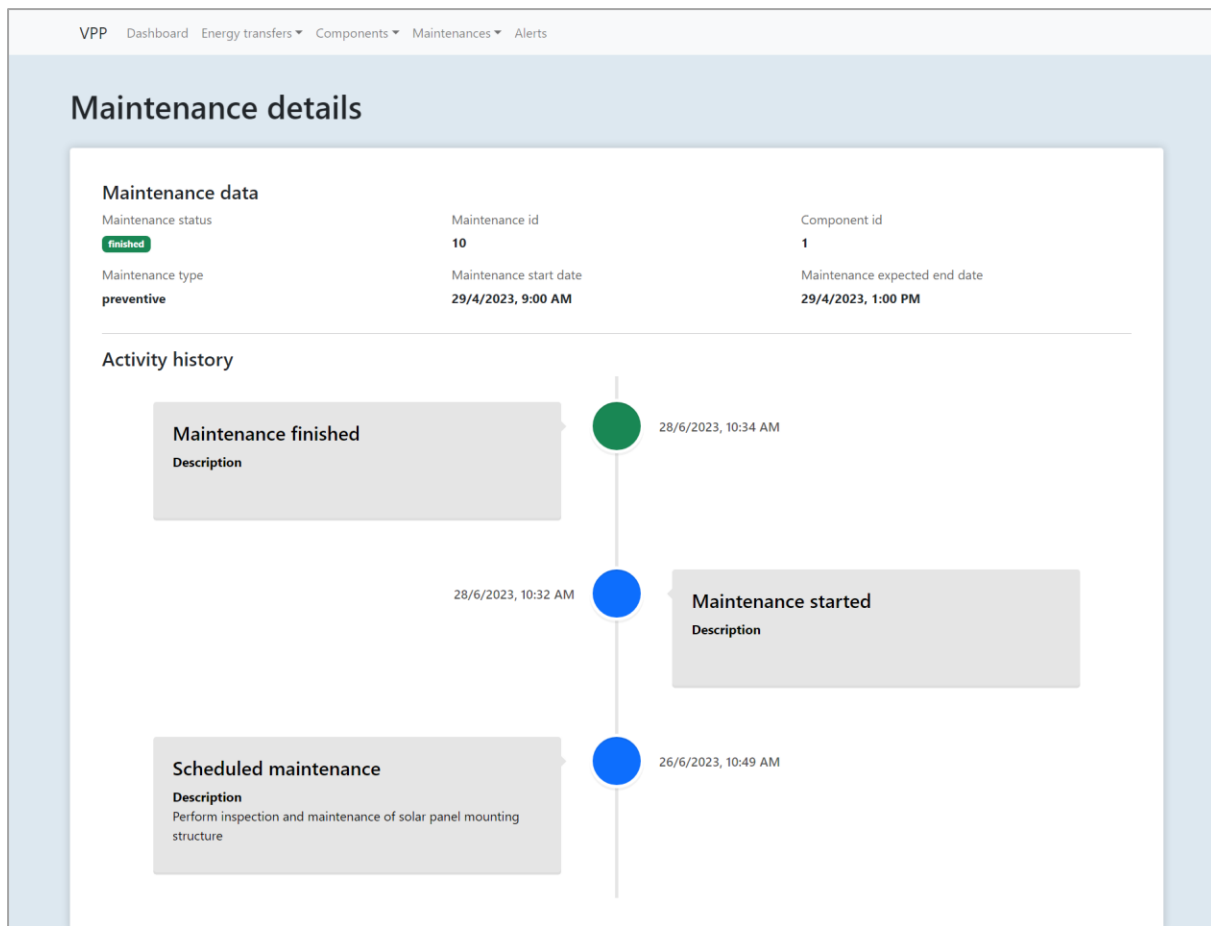 VPP Dashboard Energy transfers Components Maintenances Alerts
Maintenance details
Maintenance data
Maintenance status Maintenance id Component id
finished 10 1
Maintenance type Maintenance start date Maintenance expected end date
preventive 29/4/2023, 9:00 AM 29/4/2023, 1:00 PM
Activity history
Maintenance finished
Description
28/6/2023, 10:34 AM
28/6/2023, 10:32 AM
Maintenance started
Description
Scheduled maintenance
Description
Perform inspection and maintenance of solar panel mounting
structure
26/6/2023, 10:49 AM